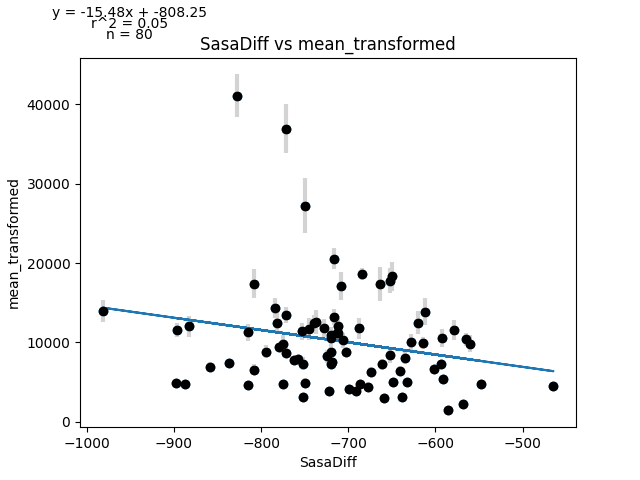 y = -15.48x + -808.25
r^2 = 0.05
n = 80
SasaDiff vs mean_transformed
40000
30000
20000
10000
0
mean_transformed
−1000 −900 −800 −700 −600 −500
SasaDiff